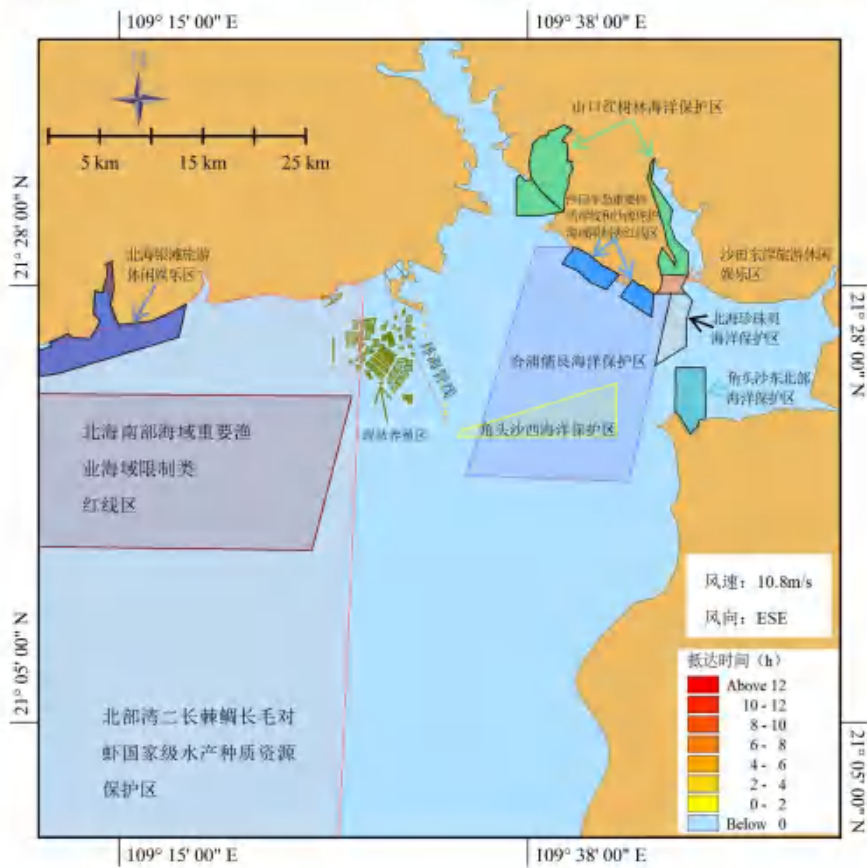 109° 15' 00" E
109° 38' 00" E
5 km
15 km
25 km
21° 28' 00" N
21° 28' 00" N
山口红树林海洋保护区
北海银滩旅游
休闲娱乐区
沙田东岸旅游休闲
娱乐区
北海珍珠贝
海洋保护区
合浦儒艮海洋保护区
角头沙东北部
海洋保护区
角头沙西海洋保护区
养殖区
北海南部海域重要渔
业海域限制类
红线区
风速：10.8m/s
风向：ESE
抵达时间（h）
Above 12
10 - 12
8 - 10
6 - 8
4 - 6
2 - 4
0 - 2
Below 0
北部湾二长棘鲷长毛对
虾国家级水产种质资源
保护区
21° 05' 00" N
21° 05' 00" N
109° 15' 00" E
109° 38' 00" E